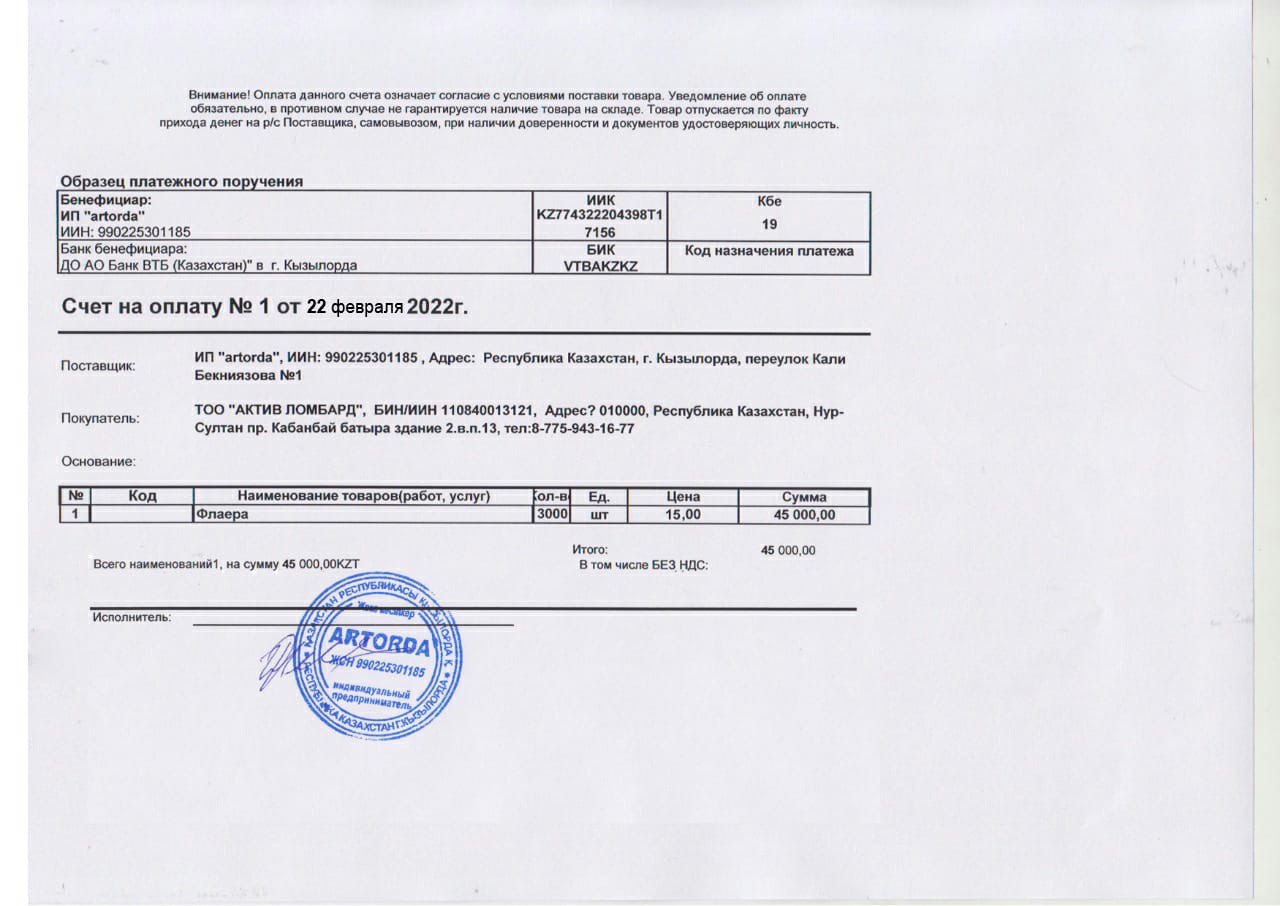 Внимание! Оплата данного счета означает согласие с условиями поставки товара. Уведомление об оплате
обязательно, в противном случае не гарантируется наличие товара на складе. Товар отпускается по факту
прихода денег на р/с Поставщика, самовывозом, при наличии доверенности и документов удостоверяющих личность.
Образец платежного поручения
Бенефициар: ИИК Кбе
ИП "artorda" KZ774322204398T1 19
ИИН: 990225301185 7156
Банк бенефициара: БИК Код назначения платежа
ДО АО Банк ВТБ (Казахстан)" в г. Кызылорда VTBAKZKZ
Счет на оплату № 1 от 22 февраля 2022г.
Поставщик: ИП "artorda", ИИН: 990225301185 , Адрес: Республика Казахстан, г. Кызылорда, переулок Кали
Бекниязова №1
Покупатель: ТОО "АКТИВ ЛОМБАРД", БИН/ИИН 110840013121, Адрес? 010000, Республика Казахстан, Нур-
Султан пр. Кабанбай батыра здание 2.в.п.13, тел:8-775-943-16-77
Основание:
№ Код Наименование товаров(работ, услуг) Кол-в Ед. Цена Сумма
1 Флаера 3000 шт 15,00 45 000,00
Итого: 45 000,00
Всего наименований1, на сумму 45 000,00KZT В том числе БЕЗ НДС:
Исполнитель:
ҚАЗАҚСТАН РЕСПУБЛИКАСЫ ҚЫЗЫЛОРДА Қ
Жеке кәсіпкер
ARTORDA
ЖСН 990225301185
индивидуальный
предприниматель
РЕСПУБЛИКА КАЗАХСТАН Г.КЫЗЫЛОРДА